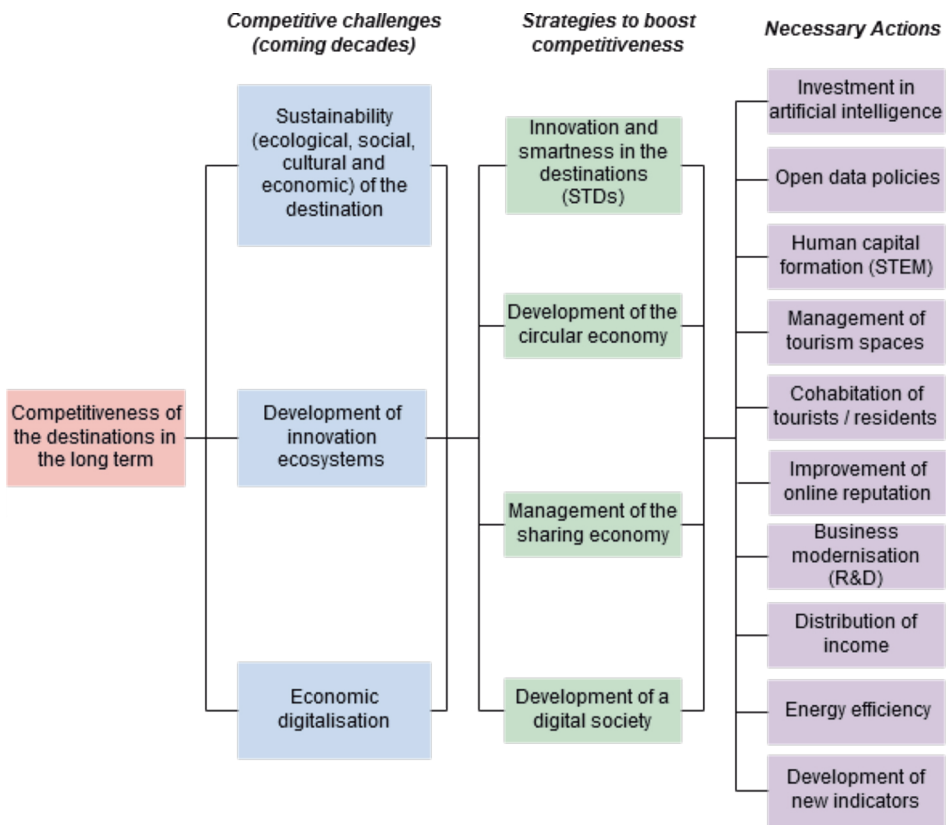 Competitive challenges
(coming decades)
Strategies to boost
competitiveness
Necessary Actions
Competitiveness of
the destinations in
the long term
Sustainability
(ecological, social,
cultural and
economic) of the
destination
Development of
innovation
ecosystems
Economic
digitalisation
Innovation and
smartness in the
destinations
(STDs)
Development of the
circular economy
Management of the
sharing economy
Development of a
digital society
Investment in
artificial intelligence
Open data policies
Human capital
formation (STEM)
Management of
tourism spaces
Cohabitation of
tourists / residents
Improvement of
online reputation
Business
modernisation
(R&D)
Distribution of
income
Energy efficiency
Development of
new indicators